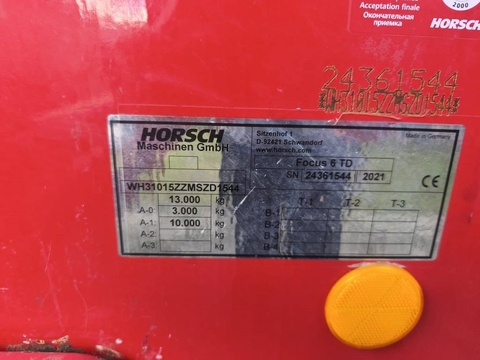 Acceptation finale
Окончательная
приемка
2000
HORSCH
24361544
HORSCH
Maschinen GmbH
Sitzenhof 1
D-92421 Schwandorf
www.horsch.com
Made in Germany
Focus 6 TD
SN 24361544 2021
WH31015ZZMSZD1544
13.000 kg
A-0: 3.000 kg
A-1: 10.000 kg
A-2: kg
A-3: kg
T-1 T-2 T-3
B-1
B-2
B-3
B-4
CE